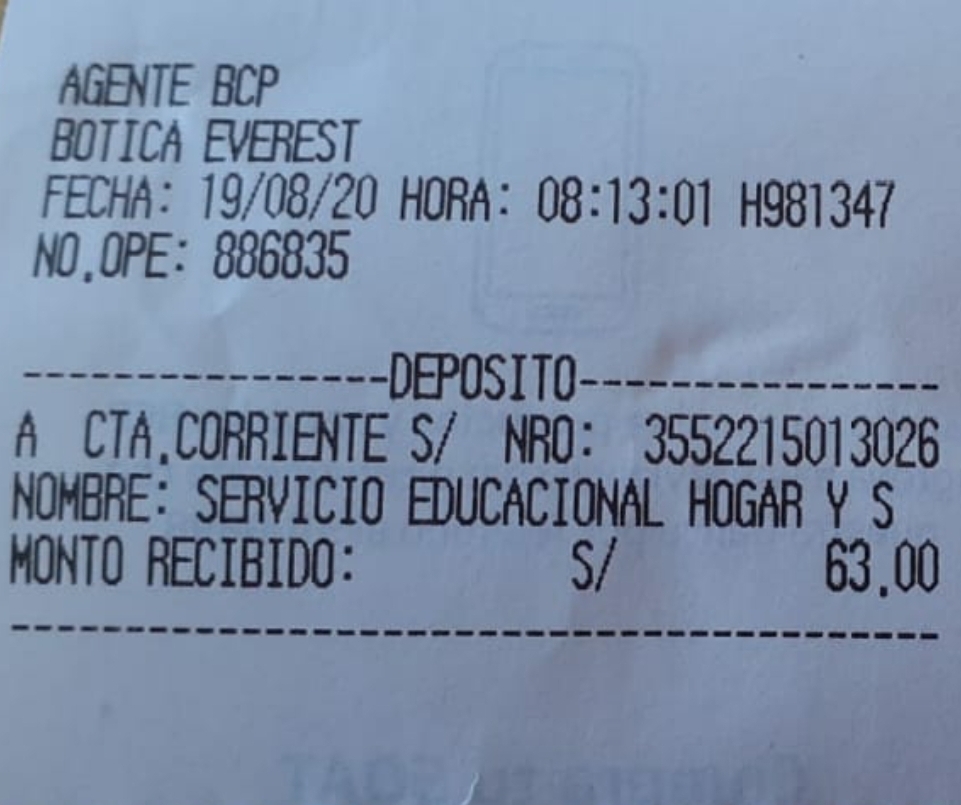 AGENTE BCP
BOTICA EVEREST
FECHA: 19/08/20 HORA: 08:13:01 H981347
NO.OPE: 886835
----------------DEPOSITO----------------
A CTA.CORRIENTE S/ NRO: 3552215013026
NOMBRE: SERVICIO EDUCACIONAL HOGAR Y S
MONTO RECIBIDO: S/ 63.00
----------------------------------------